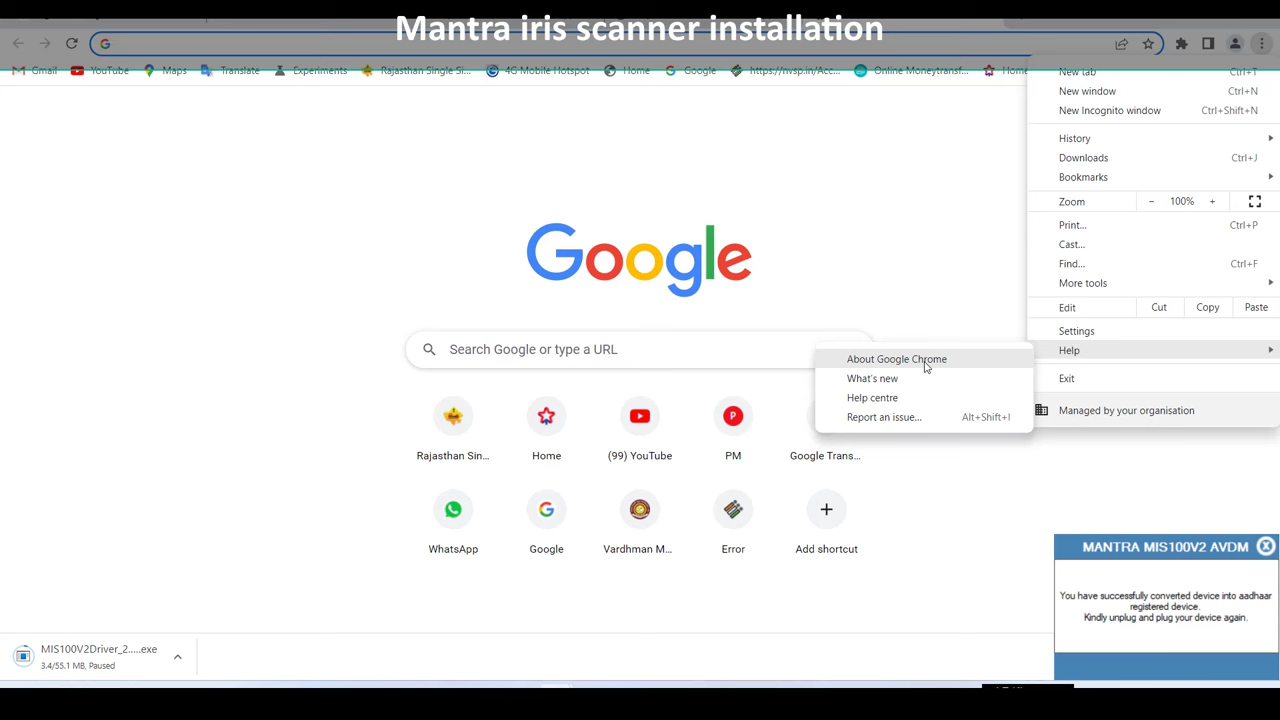 Mantra iris scanner installation
Gmail YouTube Maps Translate Experiments Rajasthan Single Si... 4G Mobile Hotspot Home Google https://nvsp.in/Acc... Online Moneytransf... Home
New tab Ctrl+T
New window Ctrl+N
New Incognito window Ctrl+Shift+N
History
Downloads Ctrl+J
Bookmarks
Zoom − 100% +
Print... Ctrl+P
Cast...
Find... Ctrl+F
More tools
Edit Cut Copy Paste
Settings
Help
Exit
Managed by your organisation
About Google Chrome
What's new
Help centre
Report an issue... Alt+Shift+I
Google
Search Google or type a URL
Rajasthan Sin... Home (99) YouTube PM Google Trans...
WhatsApp Google Vardhman M... Error Add shortcut
MANTRA MIS100V2 AVDM
You have successfully converted device into aadhaar
registered device.
Kindly unplug and plug your device again.
MIS100V2Driver_2.....exe
3.4/55.1 MB, Paused